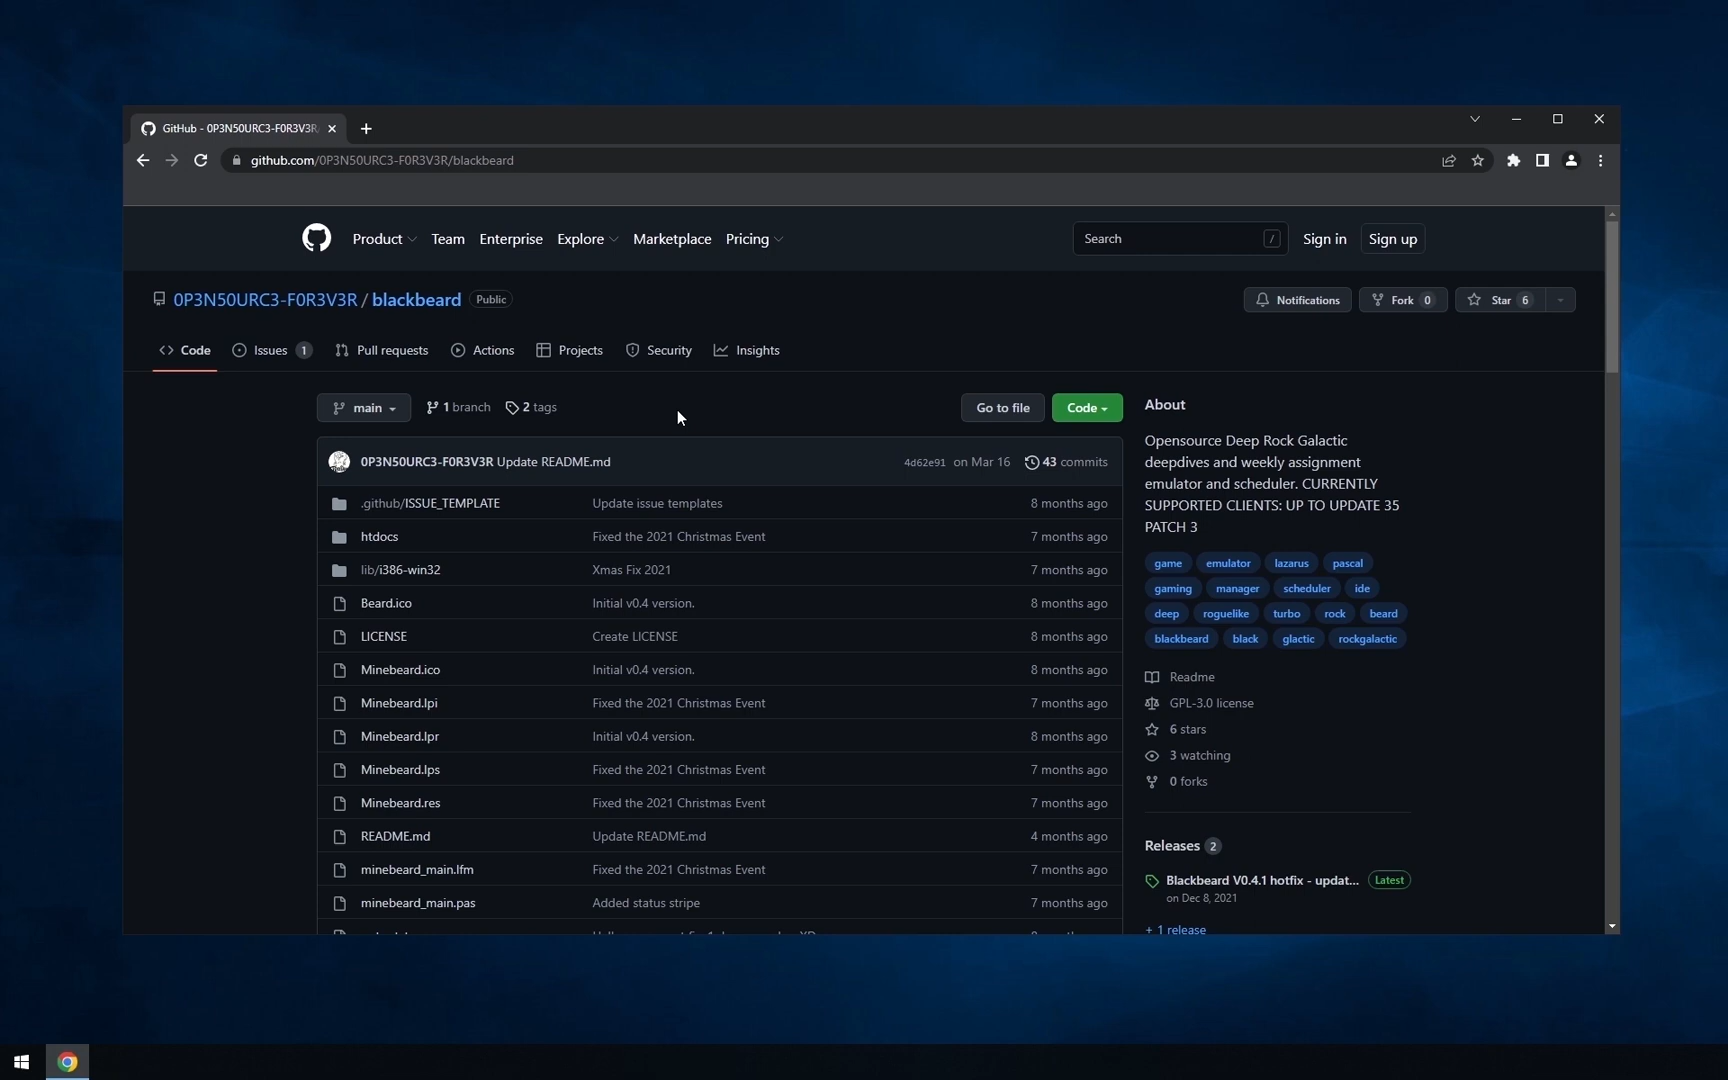 GitHub - 0P3N50URC3-F0R3V3R/
github.com/0P3N50URC3-F0R3V3R/blackbeard
Product Team Enterprise Explore Marketplace Pricing Search / Sign in Sign up
0P3N50URC3-F0R3V3R / blackbeard Public Notifications Fork 0 Star 6
Code Issues 1 Pull requests Actions Projects Security Insights
main 1 branch 2 tags Go to file Code
0P3N50URC3-F0R3V3R Update README.md 4d62e91 on Mar 16 43 commits
.github/ISSUE_TEMPLATE Update issue templates 8 months ago
htdocs Fixed the 2021 Christmas Event 7 months ago
lib/i386-win32 Xmas Fix 2021 7 months ago
Beard.ico Initial v0.4 version. 8 months ago
LICENSE Create LICENSE 8 months ago
Minebeard.ico Initial v0.4 version. 8 months ago
Minebeard.lpi Fixed the 2021 Christmas Event 7 months ago
Minebeard.lpr Initial v0.4 version. 8 months ago
Minebeard.lps Fixed the 2021 Christmas Event 7 months ago
Minebeard.res Fixed the 2021 Christmas Event 7 months ago
README.md Update README.md 4 months ago
minebeard_main.lfm Fixed the 2021 Christmas Event 7 months ago
minebeard_main.pas Added status stripe 7 months ago
About
Opensource Deep Rock Galactic
deepdives and weekly assignment
emulator and scheduler. CURRENTLY
SUPPORTED CLIENTS: UP TO UPDATE 35
PATCH 3
game emulator lazarus pascal
gaming manager scheduler ide
deep roguelike turbo rock beard
blackbeard black glactic rockgalactic
Readme
GPL-3.0 license
6 stars
3 watching
0 forks
Releases 2
Blackbeard V0.4.1 hotfix - updat... Latest
on Dec 8, 2021
+ 1 release